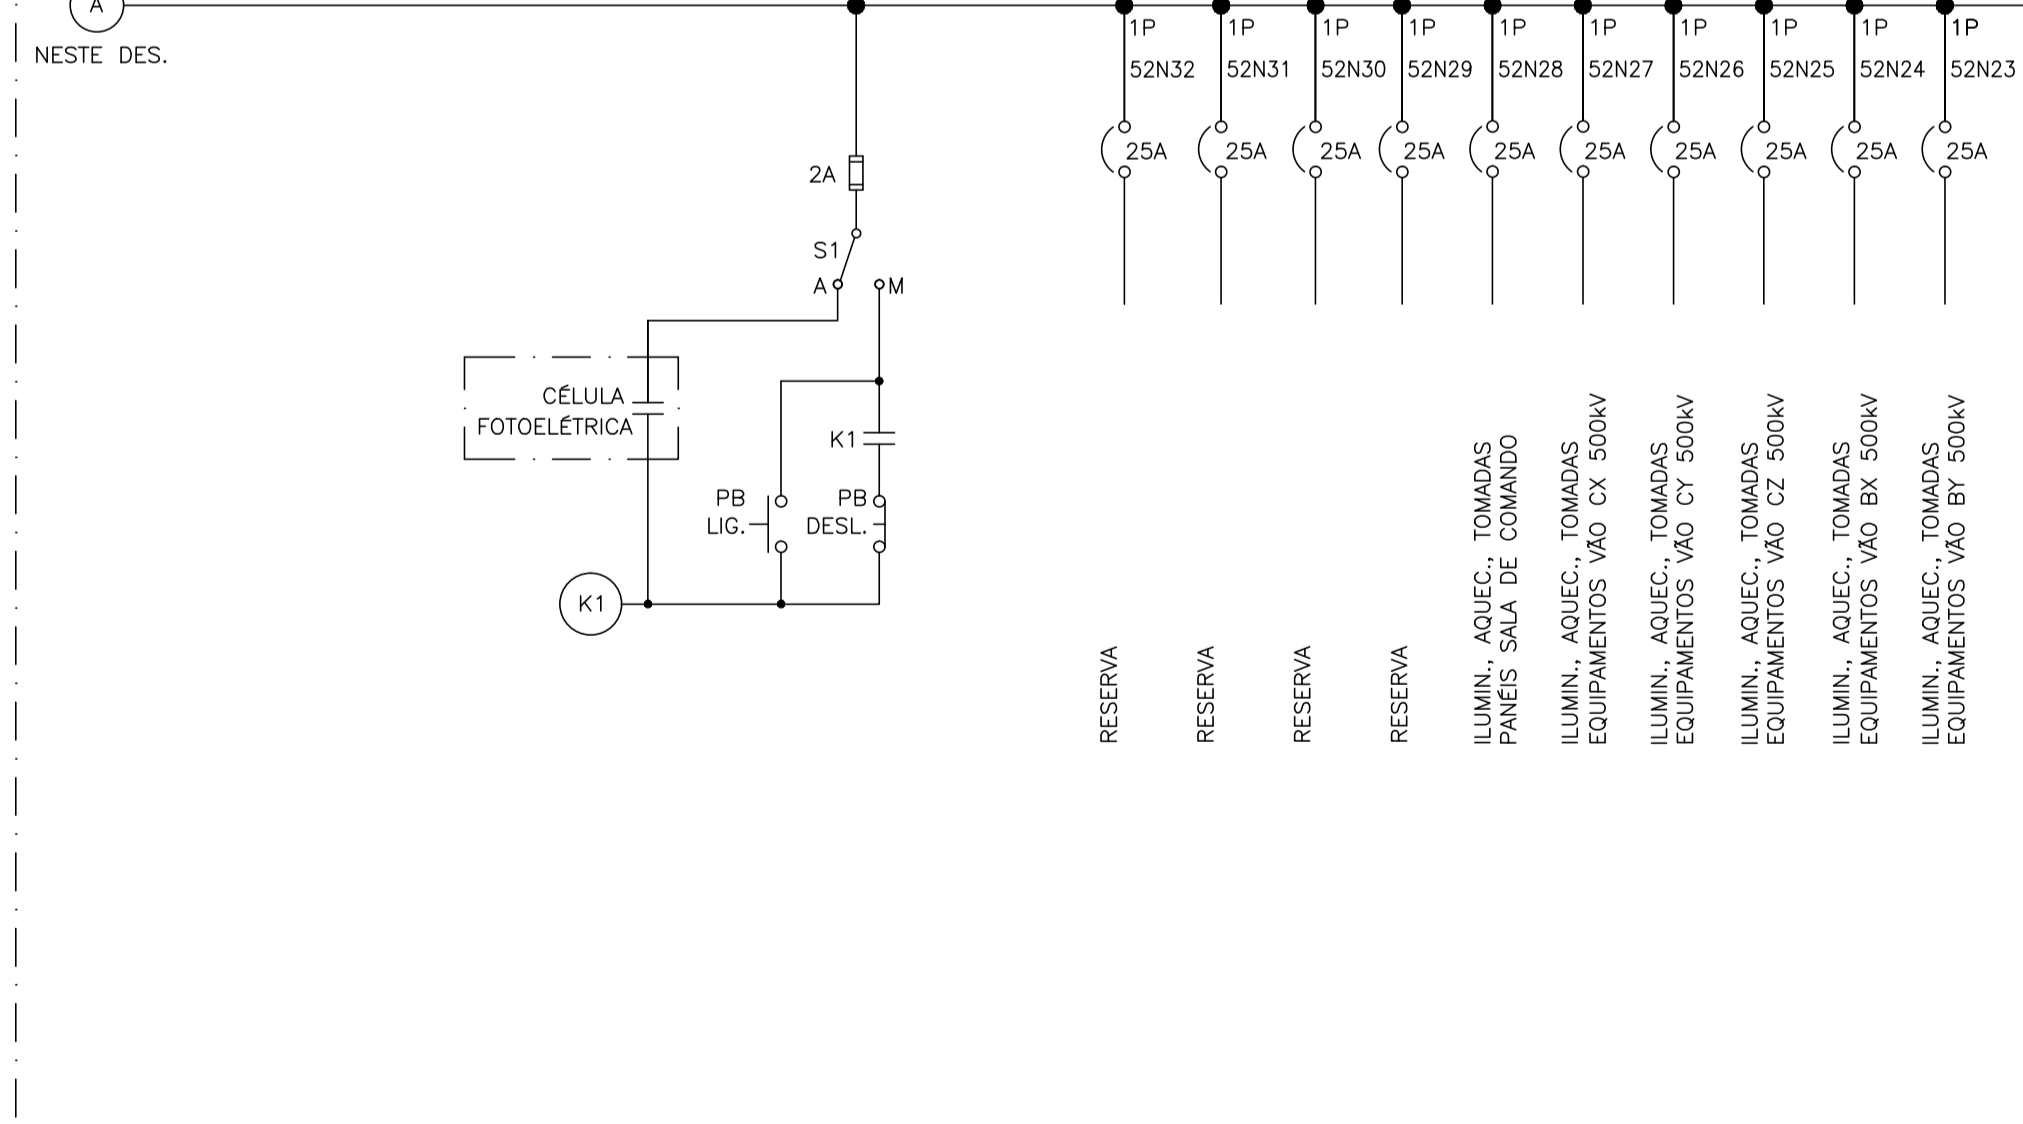 A
NESTE DES.
1P
52N32
25A
1P
52N31
25A
1P
52N30
25A
1P
52N29
25A
1P
52N28
25A
1P
52N27
25A
1P
52N26
25A
1P
52N25
25A
1P
52N24
25A
1P
52N23
25A
2A
S1
A
M
CÉLULA
FOTOELÉTRICA
K1
PB
LIG.
PB
DESL.
K1
RESERVA
RESERVA
RESERVA
RESERVA
ILUMIN., AQUEC., TOMADAS
PANÉIS SALA DE COMANDO
ILUMIN., AQUEC., TOMADAS
EQUIPAMENTOS VÃO CX 500kV
ILUMIN., AQUEC., TOMADAS
EQUIPAMENTOS VÃO CY 500kV
ILUMIN., AQUEC., TOMADAS
EQUIPAMENTOS VÃO CZ 500kV
ILUMIN., AQUEC., TOMADAS
EQUIPAMENTOS VÃO BX 500kV
ILUMIN., AQUEC., TOMADAS
EQUIPAMENTOS VÃO BY 500kV